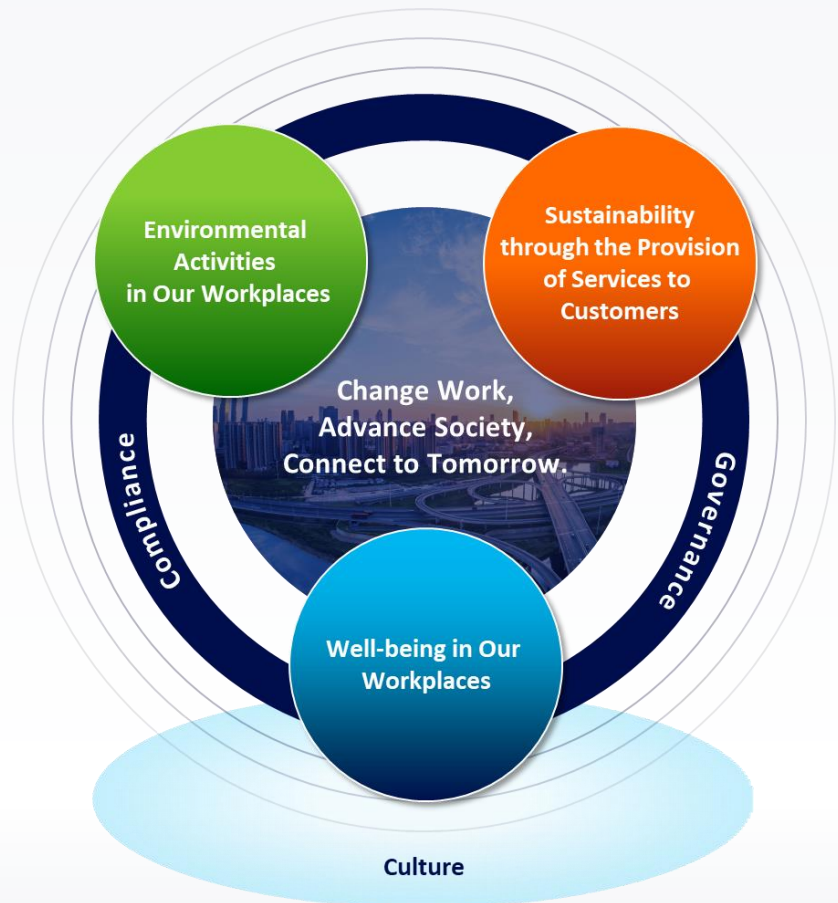 Environmental
Activities
in Our Workplaces
Sustainability
through the Provision
of Services to
Customers
Change Work,
Advance Society,
Connect to Tomorrow.
Compliance
Governance
Well-being in Our
Workplaces
Culture